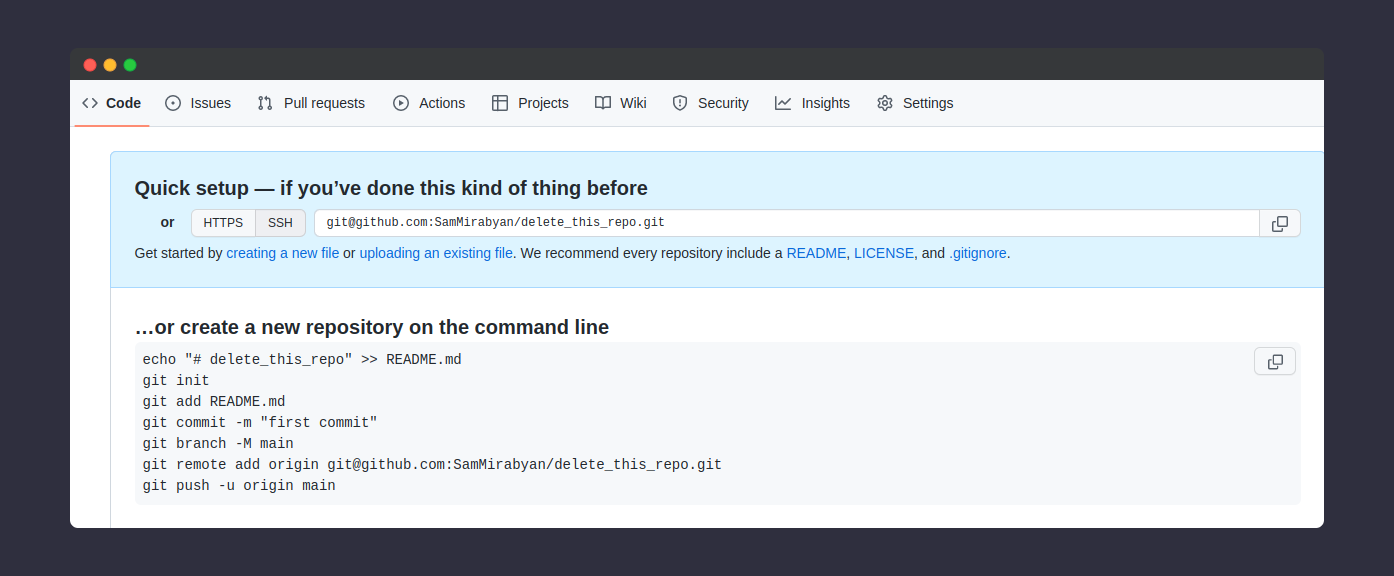 Code Issues Pull requests Actions Projects Wiki Security Insights Settings
Quick setup — if you’ve done this kind of thing before
or HTTPS SSH git@github.com:SamMirabyan/delete_this_repo.git
Get started by creating a new file or uploading an existing file. We recommend every repository include a README, LICENSE, and .gitignore.
…or create a new repository on the command line
echo "# delete_this_repo" >> README.md
git init
git add README.md
git commit -m "first commit"
git branch -M main
git remote add origin git@github.com:SamMirabyan/delete_this_repo.git
git push -u origin main